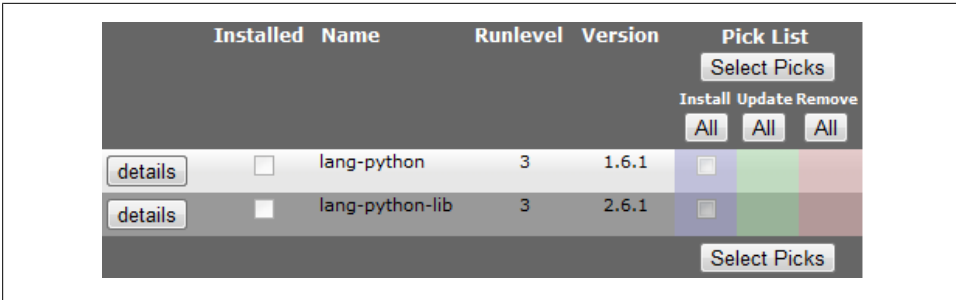 Installed Name Runlevel Version Pick List
Select Picks
Install Update Remove
All All All
details lang-python 3 1.6.1
details lang-python-lib 3 2.6.1
Select Picks